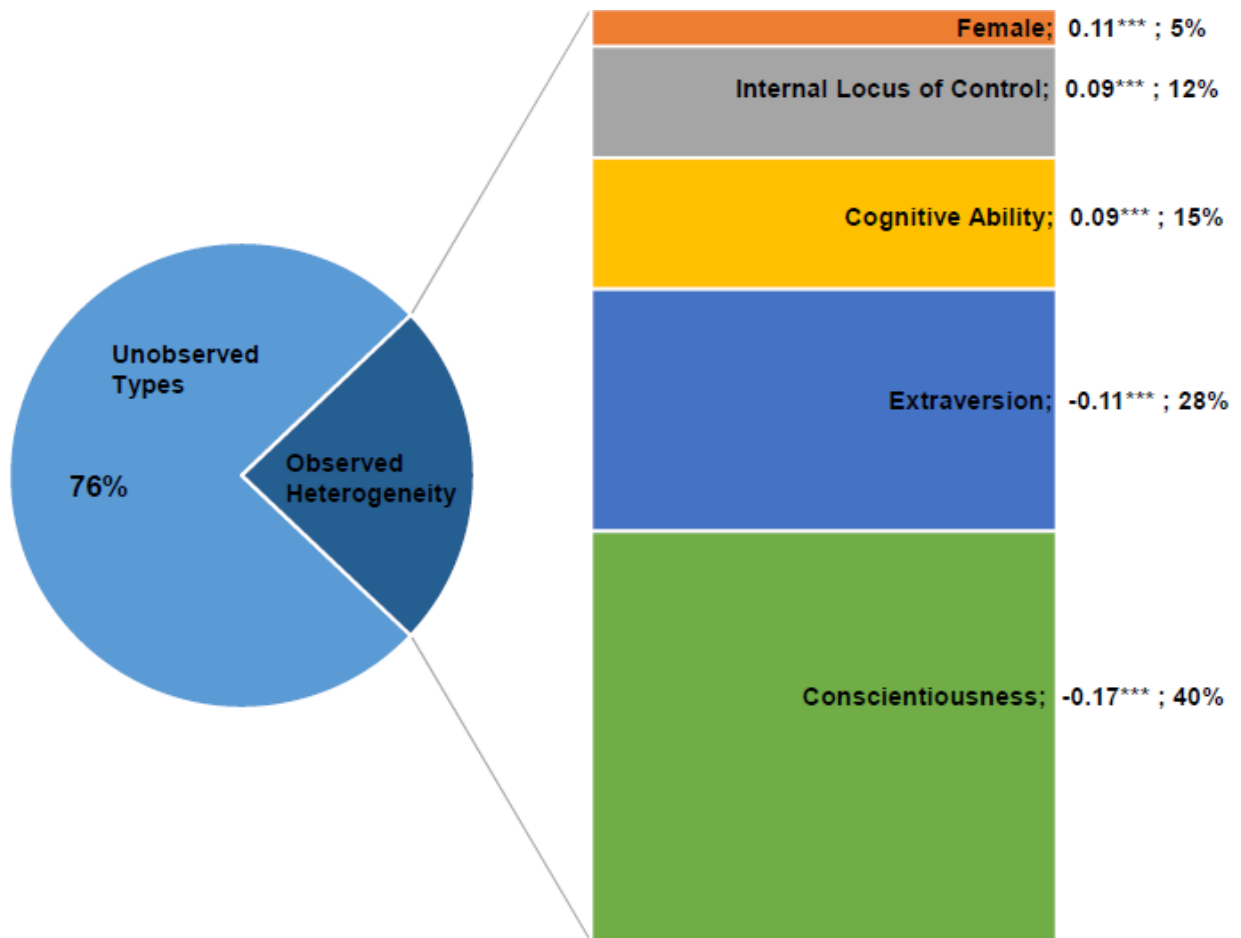 Female; 0.11*** ; 5%
Internal Locus of Control; 0.09*** ; 12%
Cognitive Ability; 0.09*** ; 15%
Unobserved
Types
Extraversion; -0.11*** ; 28%
Observed
Heterogeneity
76%
Conscientiousness; -0.17*** ; 40%